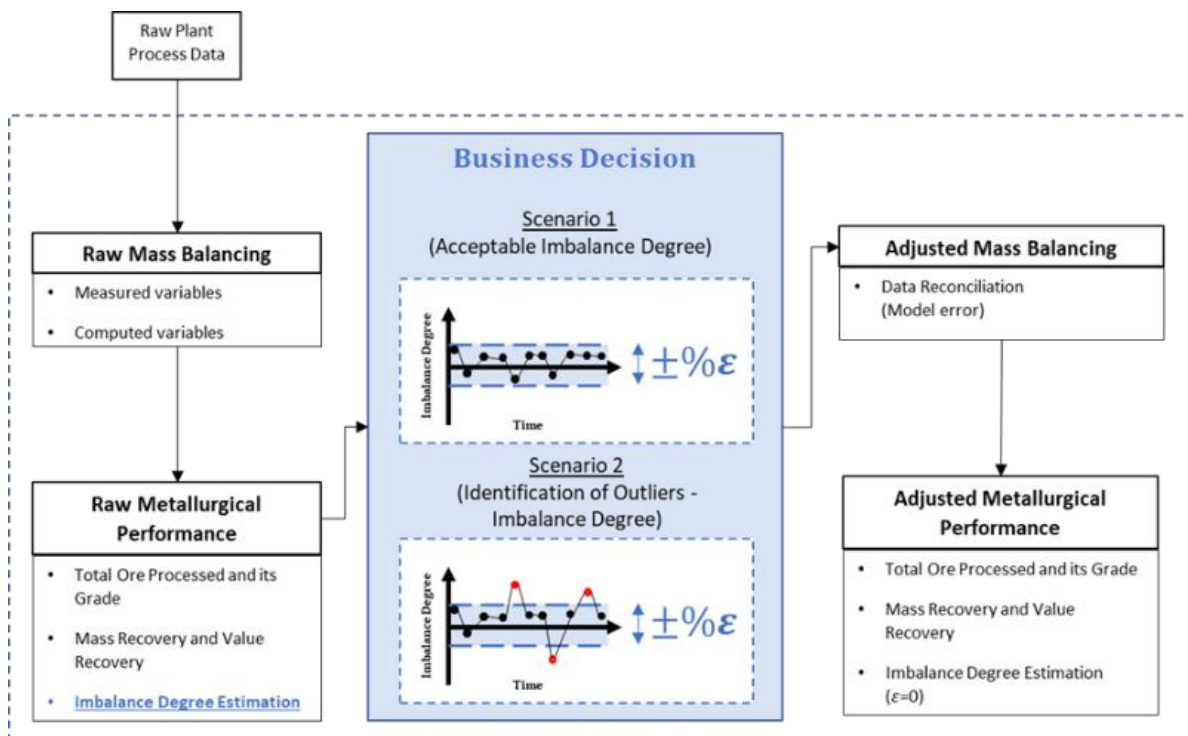 Raw Plant
Process Data
Raw Mass Balancing
• Measured variables
• Computed variables
Raw Metallurgical
Performance
• Total Ore Processed and its
Grade
• Mass Recovery and Value
Recovery
• Imbalance Degree Estimation
Business Decision
Scenario 1
(Acceptable Imbalance Degree)
Imbalance Degree
Time
±%ε
Scenario 2
(Identification of Outliers -
Imbalance Degree)
Imbalance Degree
Time
±%ε
Adjusted Mass Balancing
• Data Reconciliation
(Model error)
Adjusted Metallurgical
Performance
• Total Ore Processed and its Grade
• Mass Recovery and Value
Recovery
• Imbalance Degree Estimation
(ε=0)